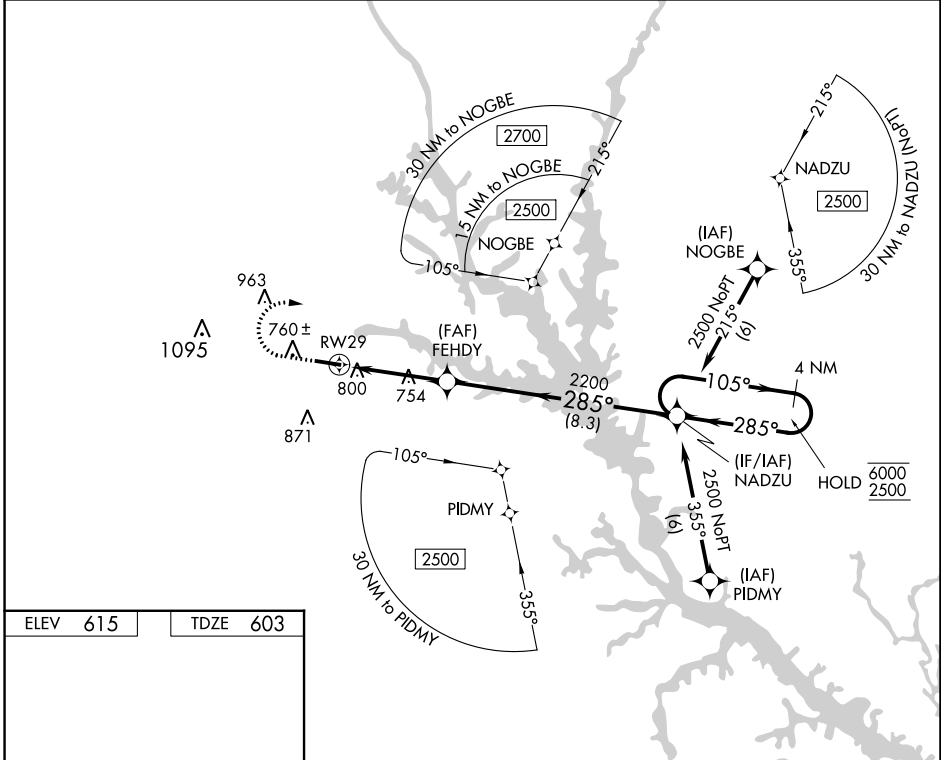 30 NM to NOGBE
2700
15 NM to NOGBE
2500
215°
NOGBE
105°
215°
NADZU
2500
30 NM to NADZU (NoPT)
355°
(IAF)
NOGBE
2500 NoPT
215°
(6)
963
1095
760±
RW29
800
754
871
(FAF)
FEHDY
2200
285°
(8.3)
105°
4 NM
285°
(IF/IAF)
NADZU
HOLD
6000
2500
2500 NoPT
355°
(6)
(IAF)
PIDMY
105°
PIDMY
2500
30 NM to PIDMY
355°
ELEV 615
TDZE 603